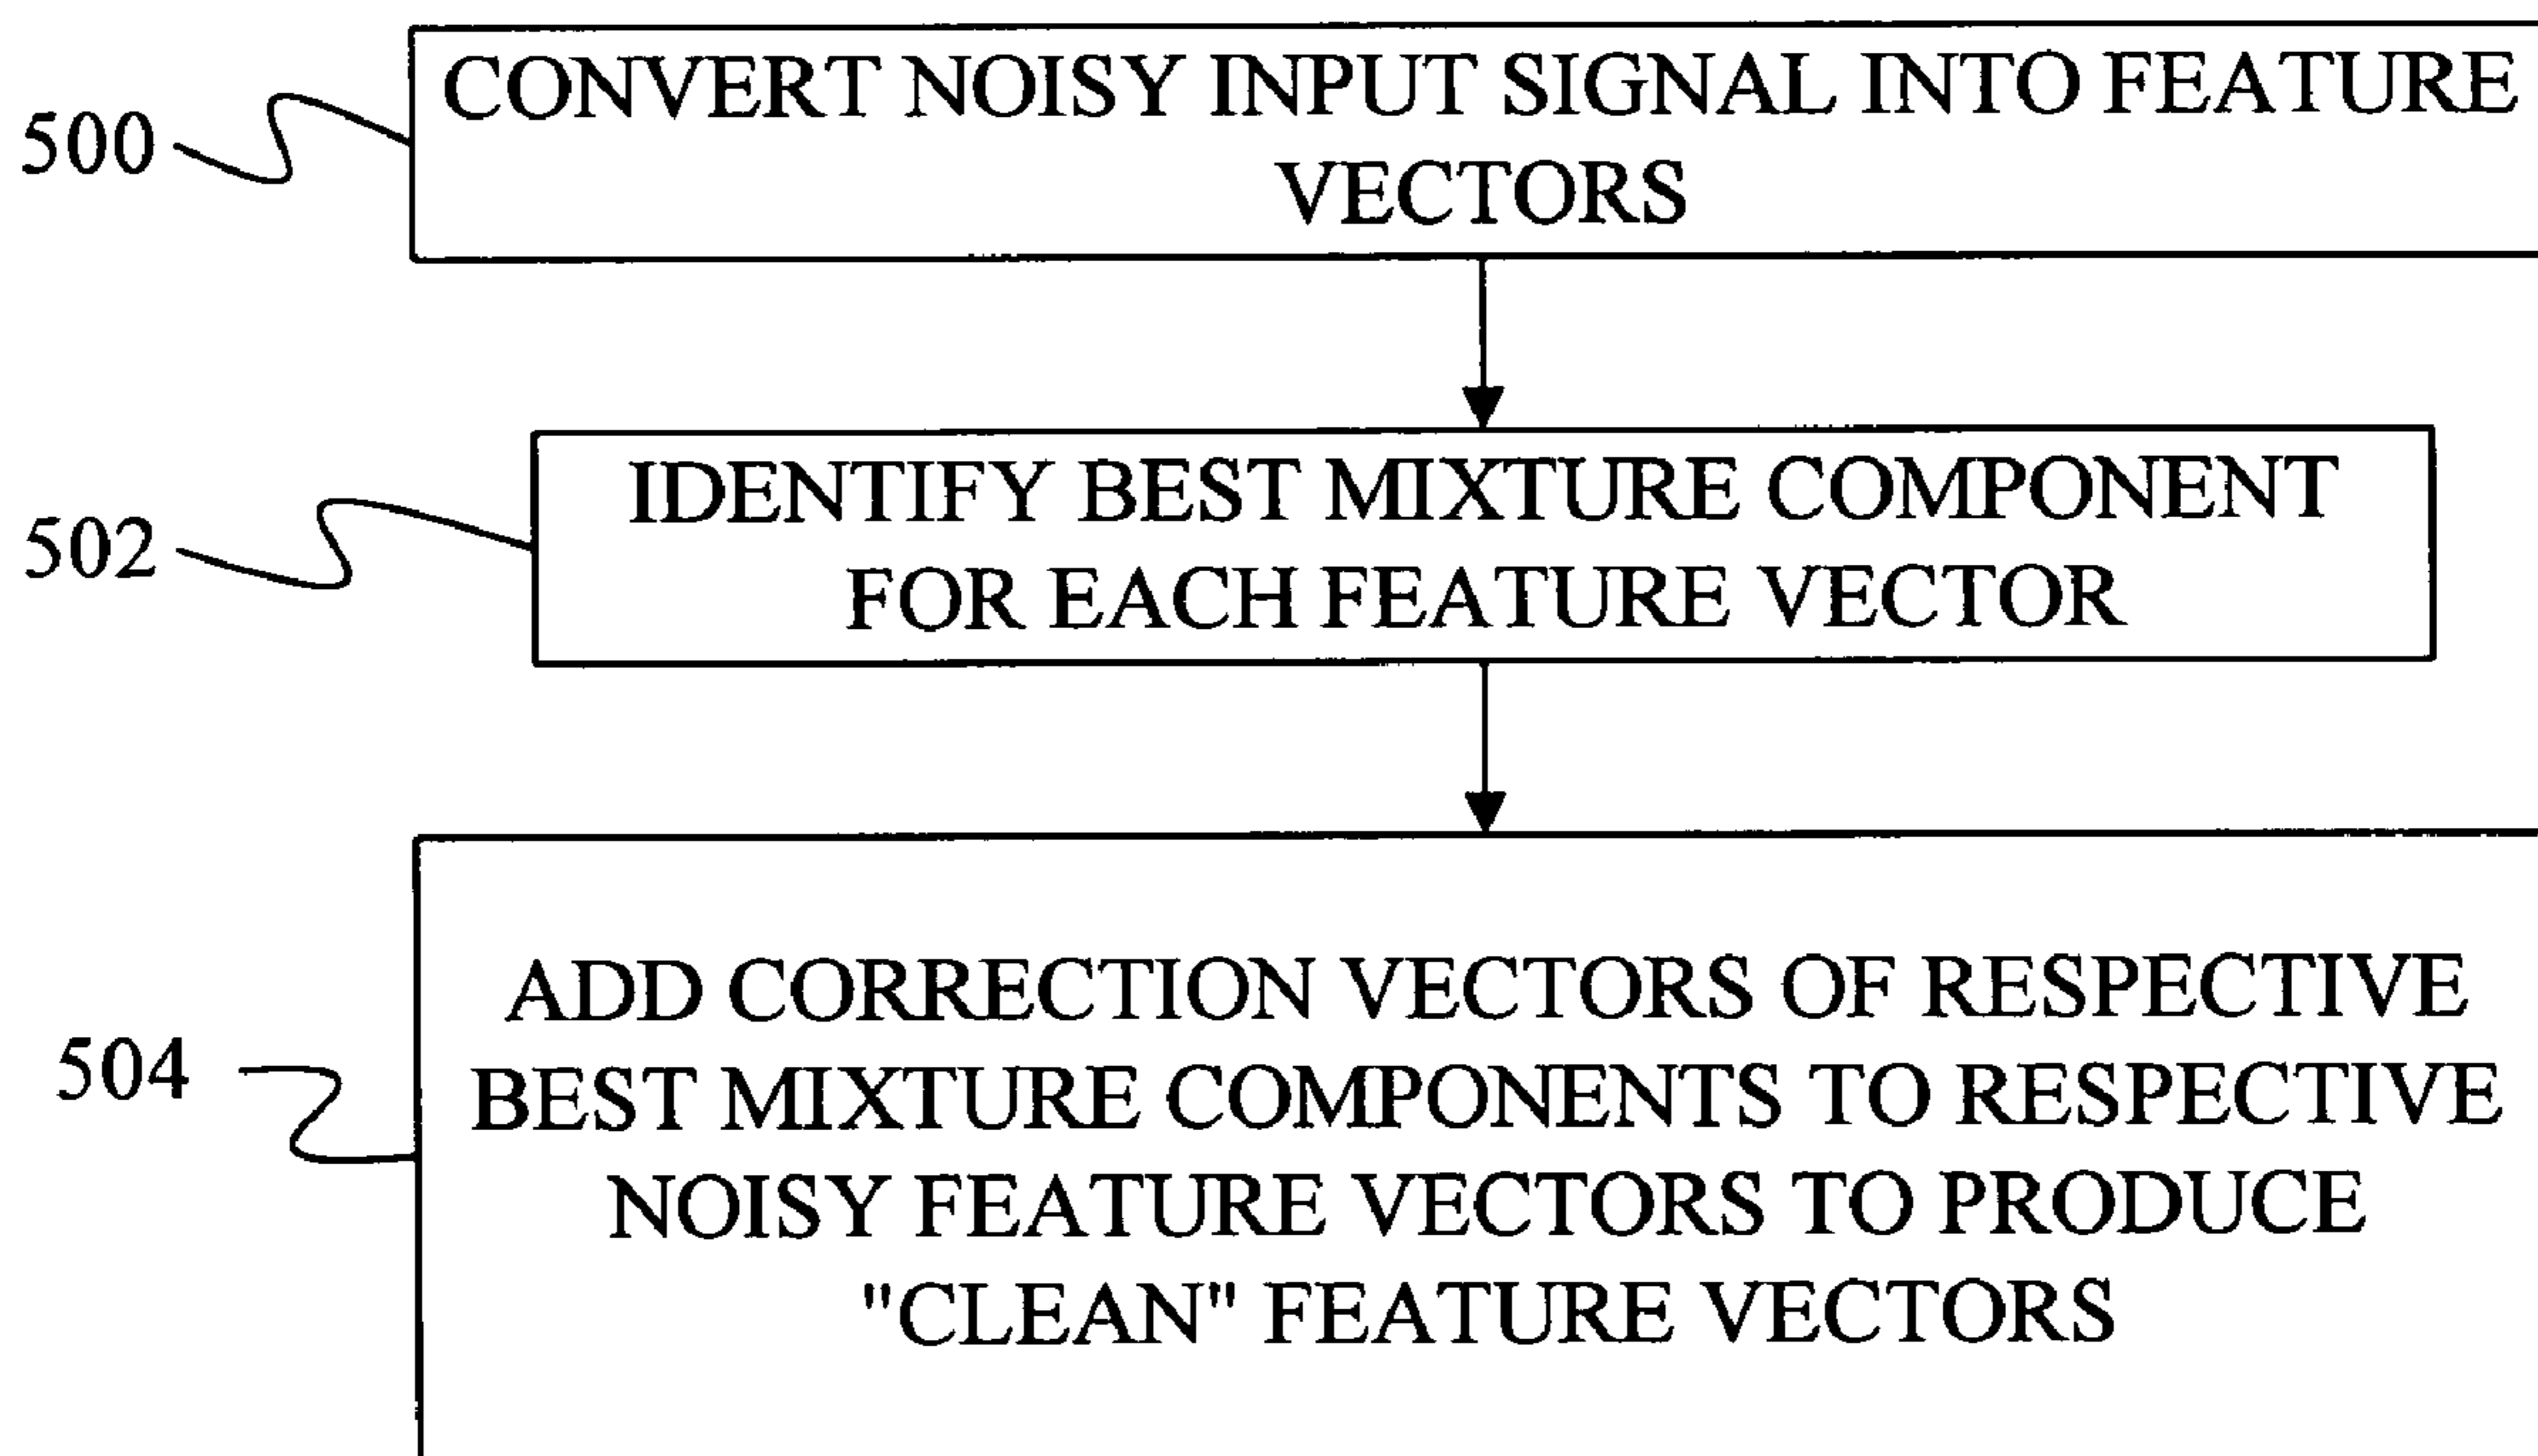 500
CONVERT NOISY INPUT SIGNAL INTO FEATURE
VECTORS
502
IDENTIFY BEST MIXTURE COMPONENT
FOR EACH FEATURE VECTOR
504
ADD CORRECTION VECTORS OF RESPECTIVE
BEST MIXTURE COMPONENTS TO RESPECTIVE
NOISY FEATURE VECTORS TO PRODUCE
"CLEAN" FEATURE VECTORS